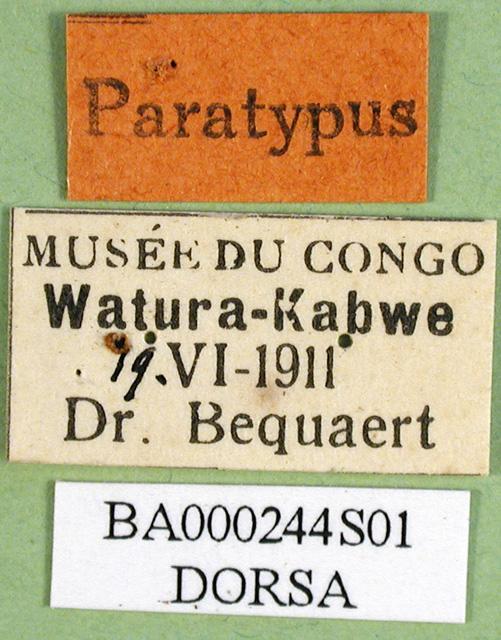 Paratypus
MUSÉE DU CONGO
Watura-Kabwe
19.VI-1911
Dr. Bequaert
BA000244S01
DORSA